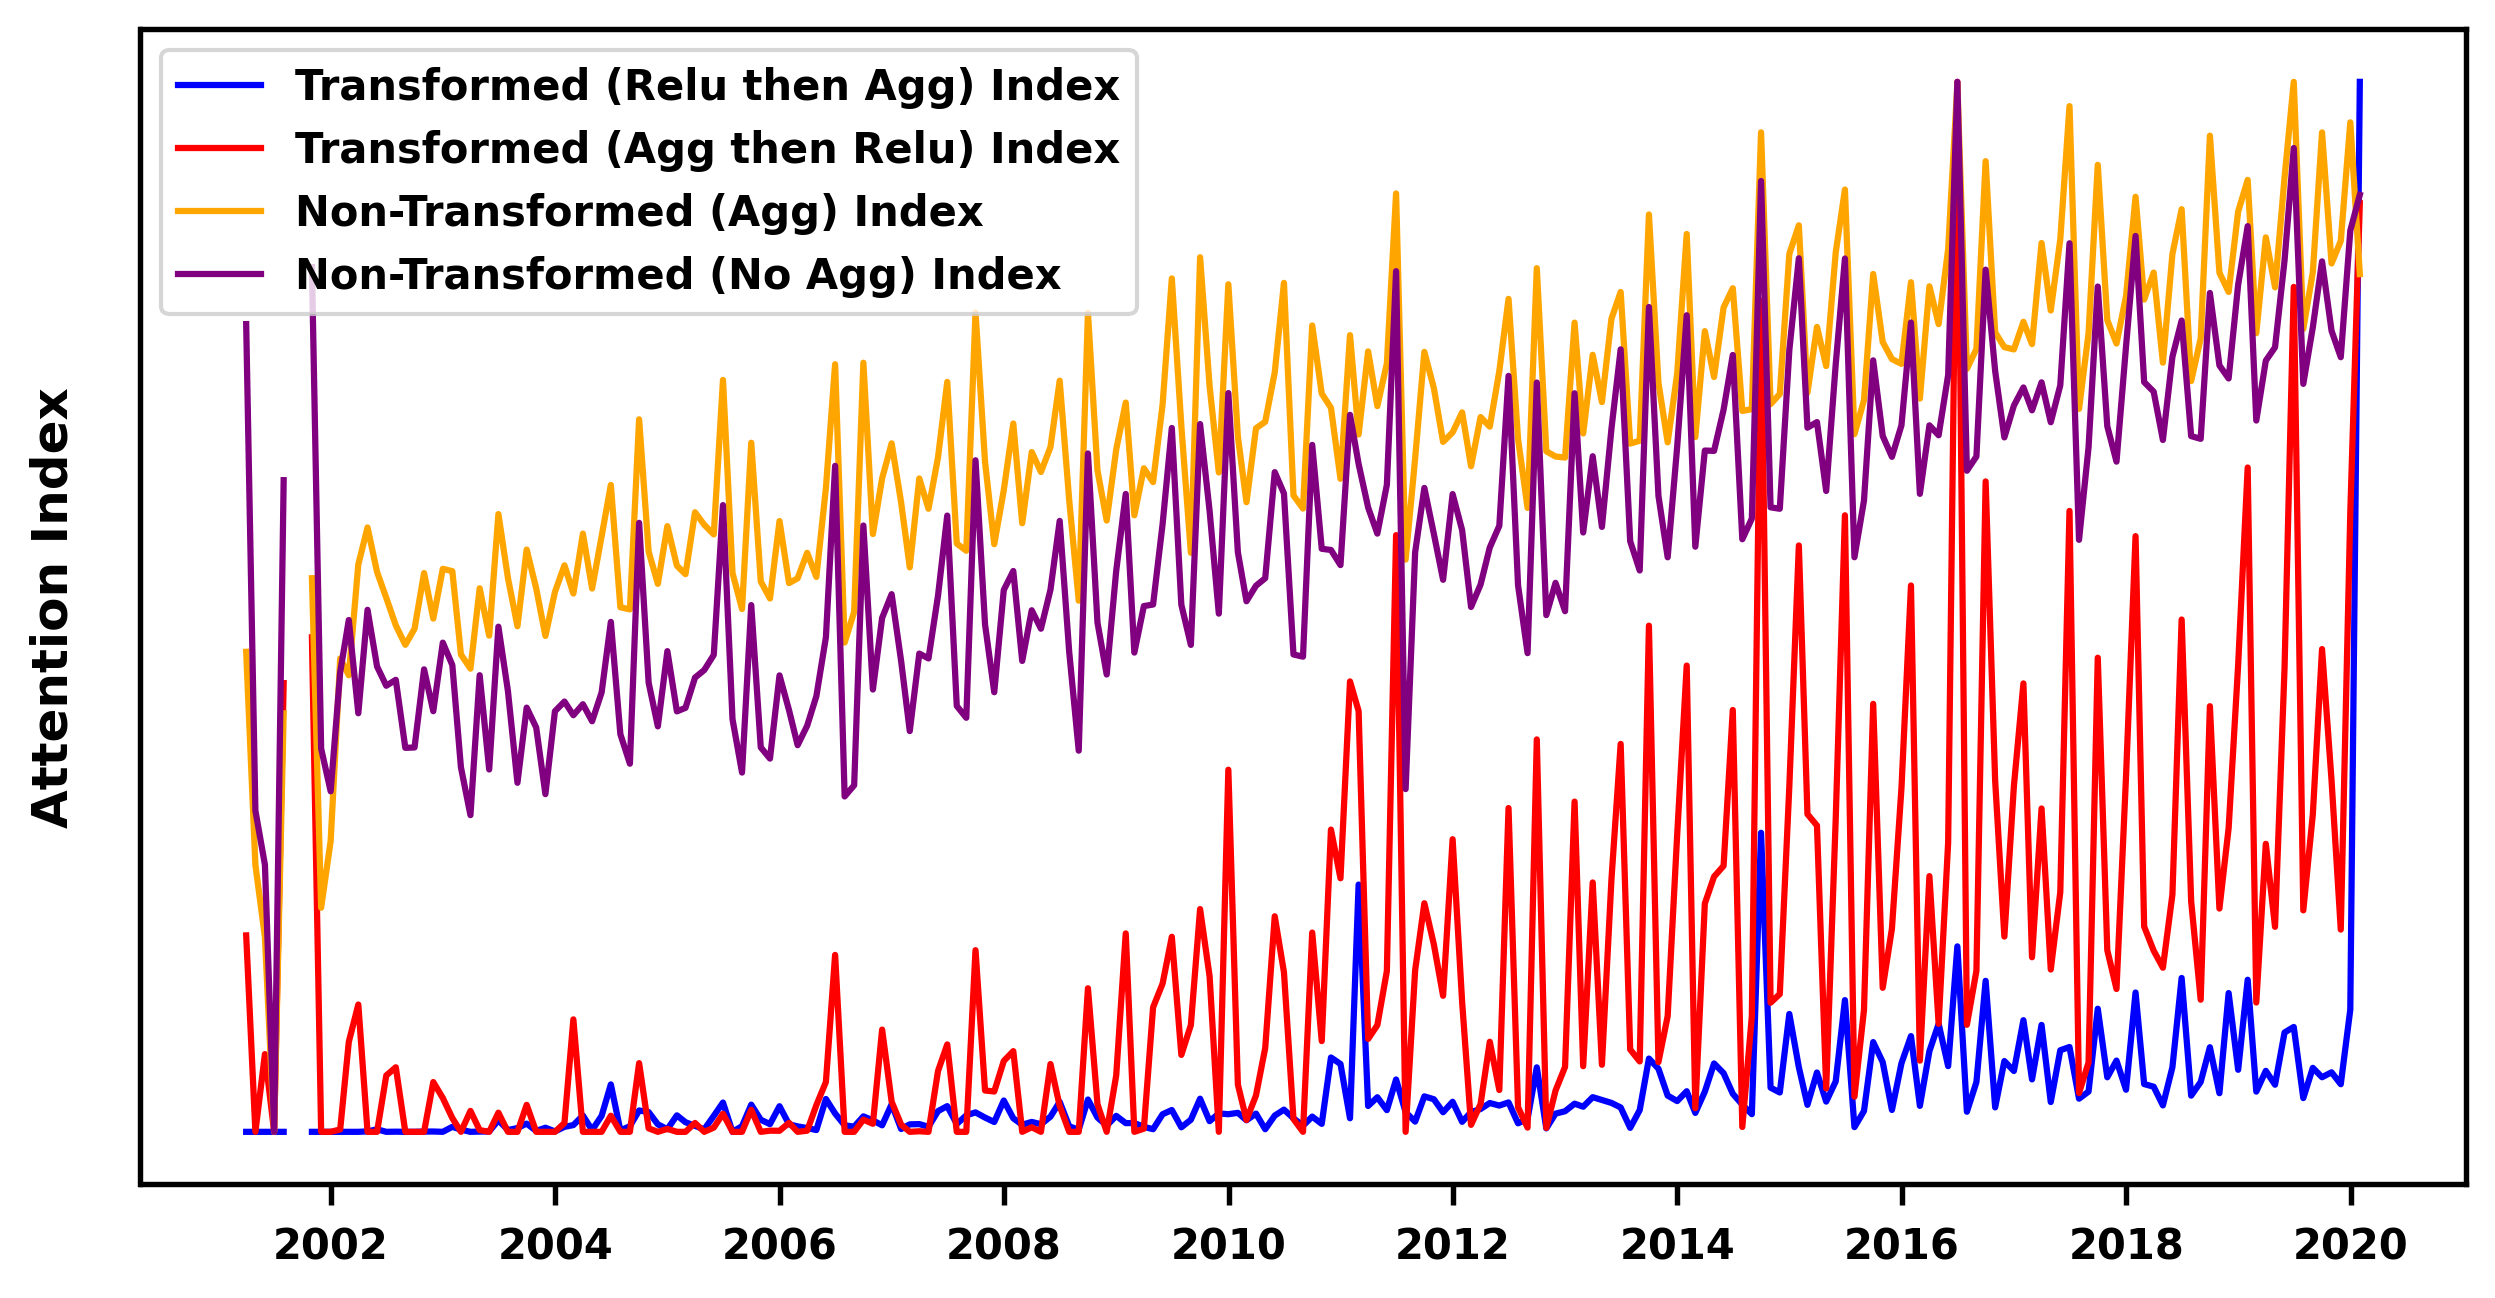 Transformed (Relu then Agg) Index
Transformed (Agg then Relu) Index
Non-Transformed (Agg) Index
Non-Transformed (No Agg) Index
Attention Index
2002 2004 2006 2008 2010 2012 2014 2016 2018 2020